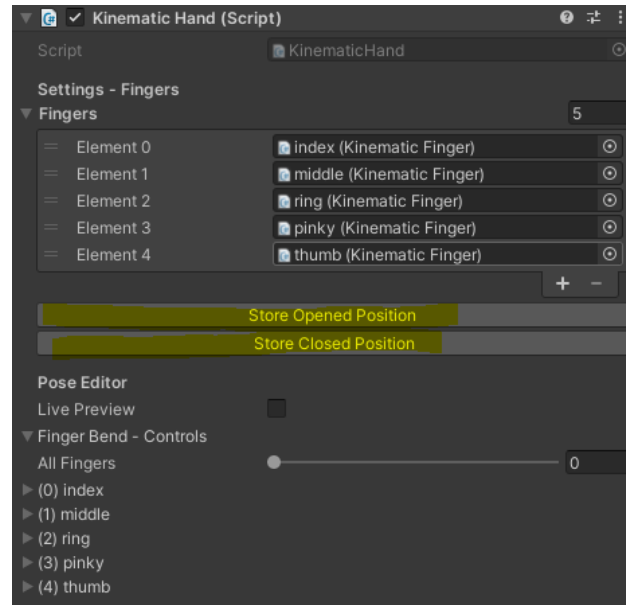 Kinematic Hand (Script)
Script KinematicHand
Settings - Fingers
Fingers 5
Element 0 index (Kinematic Finger)
Element 1 middle (Kinematic Finger)
Element 2 ring (Kinematic Finger)
Element 3 pinky (Kinematic Finger)
Element 4 thumb (Kinematic Finger)
+ -
Store Opened Position
Store Closed Position
Pose Editor
Live Preview
Finger Bend - Controls
All Fingers 0
(0) index
(1) middle
(2) ring
(3) pinky
(4) thumb